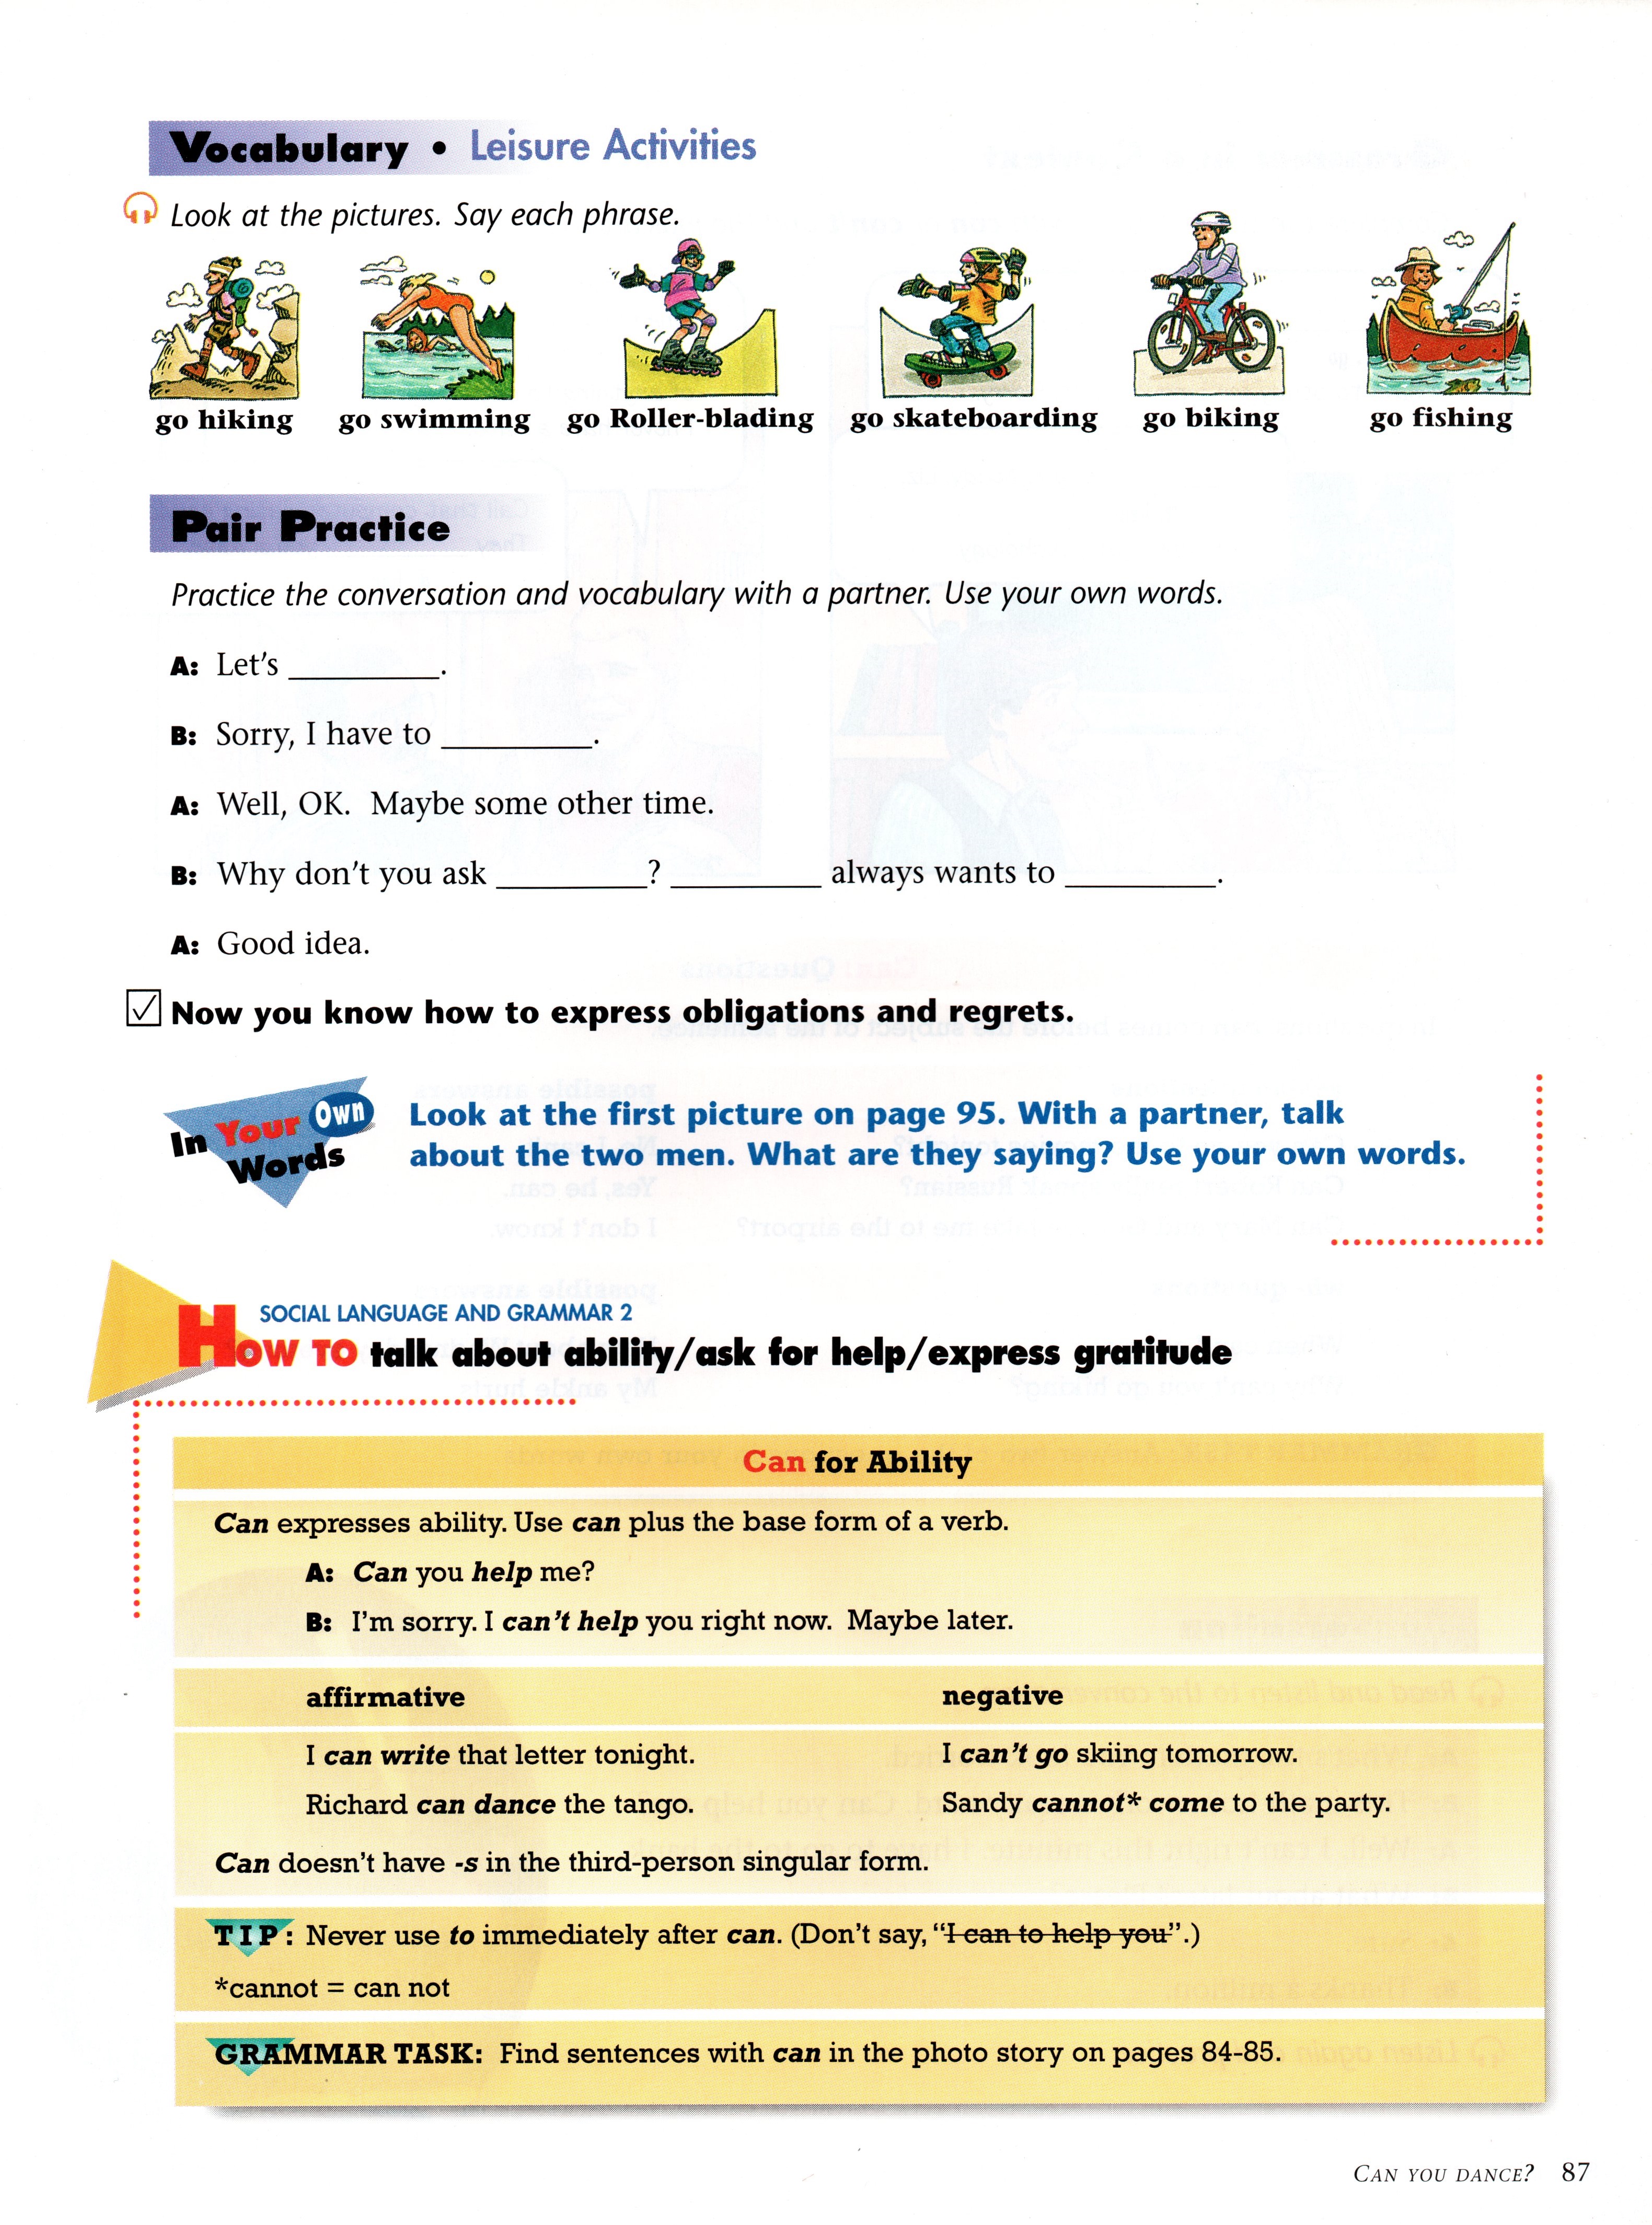 Vocabulary • Leisure Activities
Look at the pictures. Say each phrase.
go hiking go swimming go Roller-blading go skateboarding go biking go fishing
Pair Practice
Practice the conversation and vocabulary with a partner. Use your own words.
A: Let's __________.
B: Sorry, I have to __________.
A: Well, OK. Maybe some other time.
B: Why don't you ask __________? __________ always wants to __________.
A: Good idea.
☑ Now you know how to express obligations and regrets.
In Your Own Words
Look at the first picture on page 95. With a partner, talk
about the two men. What are they saying? Use your own words.
SOCIAL LANGUAGE AND GRAMMAR 2
HOW TO talk about ability/ask for help/express gratitude
Can for Ability
Can expresses ability. Use can plus the base form of a verb.
A: Can you help me?
B: I'm sorry. I can't help you right now. Maybe later.
affirmative negative
I can write that letter tonight. I can't go skiing tomorrow.
Richard can dance the tango. Sandy cannot* come to the party.
Can doesn't have -s in the third-person singular form.
TIP: Never use to immediately after can. (Don't say, "I can to help you".)
*cannot = can not
GRAMMAR TASK: Find sentences with can in the photo story on pages 84-85.
CAN YOU DANCE? 87